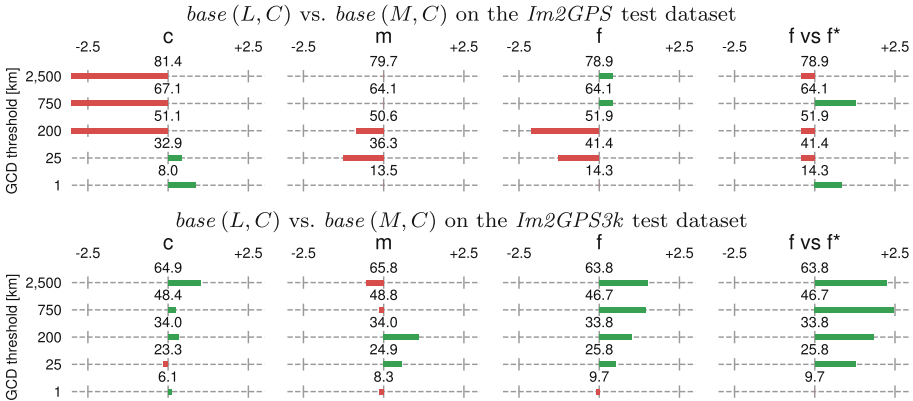 base (L, C) vs. base (M, C) on the Im2GPS test dataset
c m f f vs f*
-2.5 +2.5 -2.5 +2.5 -2.5 +2.5 -2.5 +2.5
81.4 79.7 78.9 78.9
2,500
67.1 64.1 64.1 64.1
750
51.1 50.6 51.9 51.9
200
32.9 36.3 41.4 41.4
25
8.0 13.5 14.3 14.3
1
GCD threshold [km]
base (L, C) vs. base (M, C) on the Im2GPS3k test dataset
c m f f vs f*
-2.5 +2.5 -2.5 +2.5 -2.5 +2.5 -2.5 +2.5
64.9 65.8 63.8 63.8
2,500
48.4 48.8 46.7 46.7
750
34.0 34.0 33.8 33.8
200
23.3 24.9 25.8 25.8
25
6.1 8.3 9.7 9.7
1
GCD threshold [km]